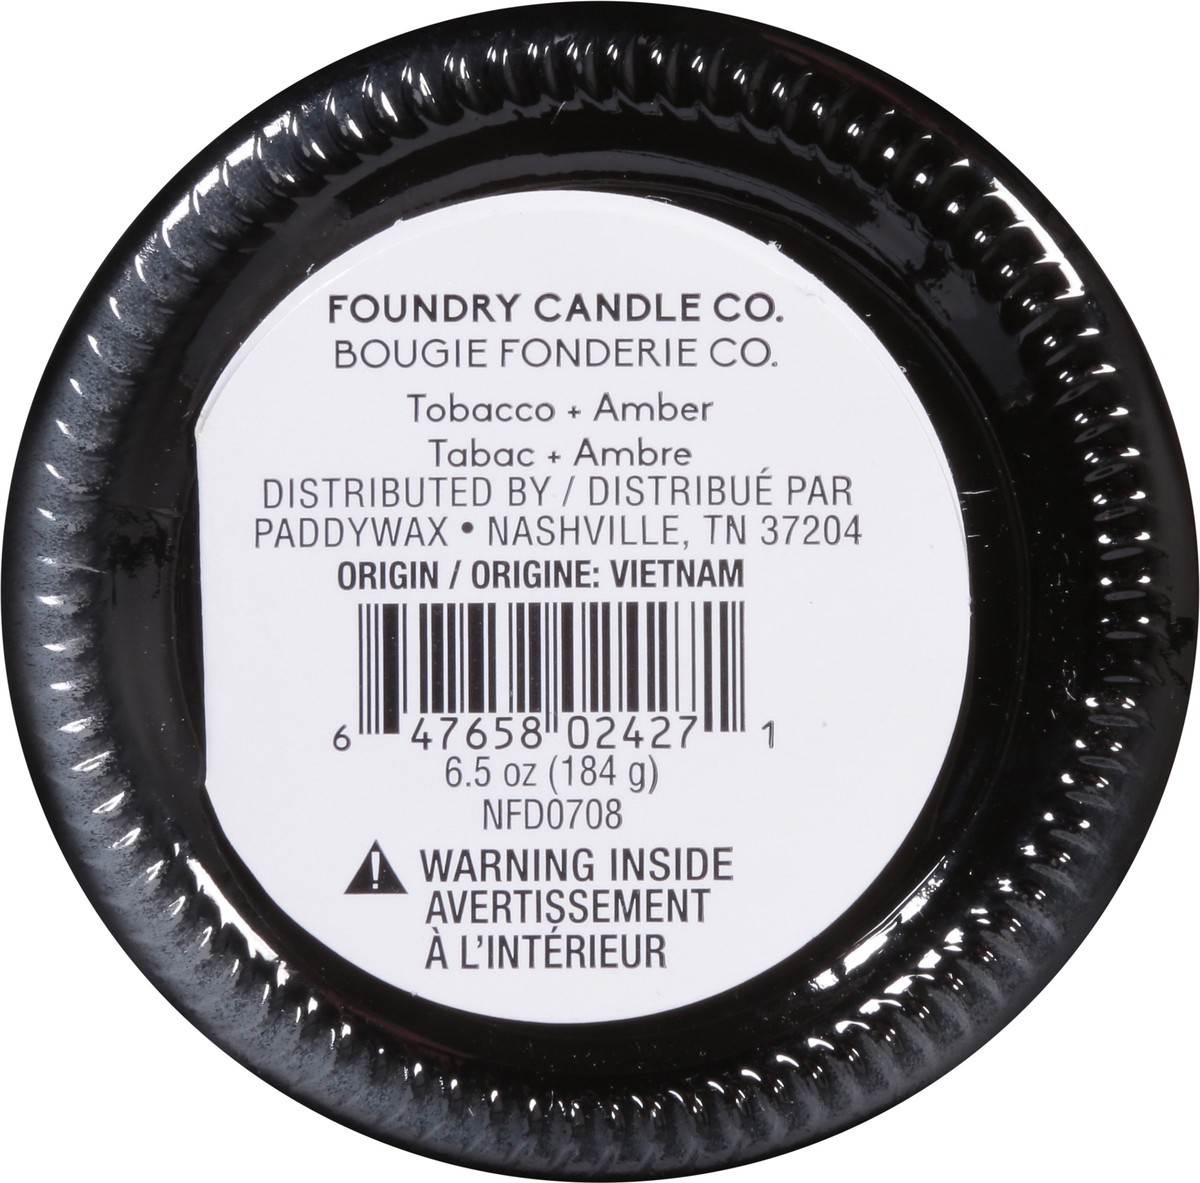 FOUNDRY CANDLE CO.
BOUGIE FONDERIE CO.
Tobacco + Amber
Tabac + Ambre
DISTRIBUTED BY / DISTRIBUÉ PAR
PADDYWAX • NASHVILLE, TN 37204
ORIGIN / ORIGINE: VIETNAM
6 47658 02427 1
6.5 oz (184 g)
NFD0708
WARNING INSIDE
AVERTISSEMENT
À L'INTÉRIEUR